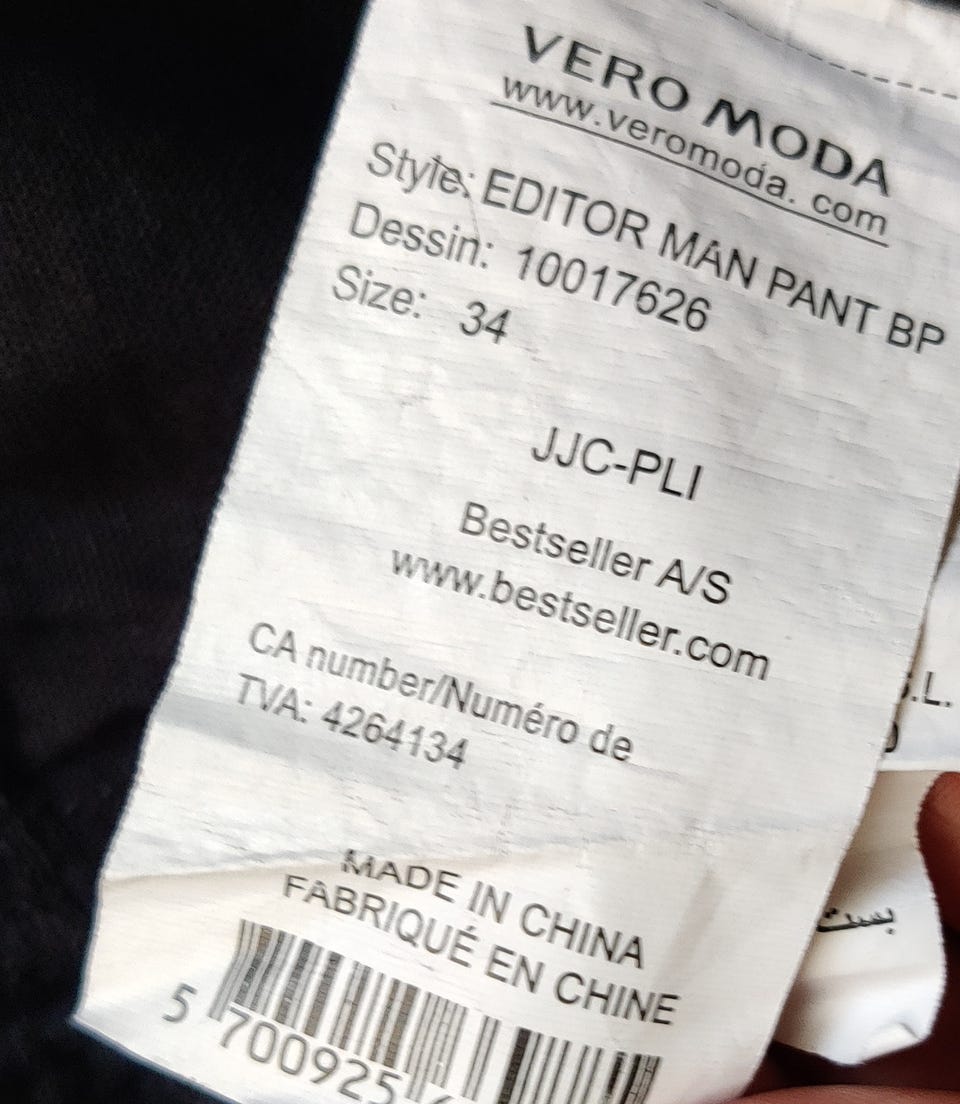 VERO MODA
www.veromoda.com
Style: EDITOR MAN PANT BP
Dessin: 10017626
Size: 34
JJC-PLI
Bestseller A/S
www.bestseller.com
CA number/Numéro de
TVA: 4264134
MADE IN CHINA
FABRIQUÉ EN CHINE
5 700925
.L.